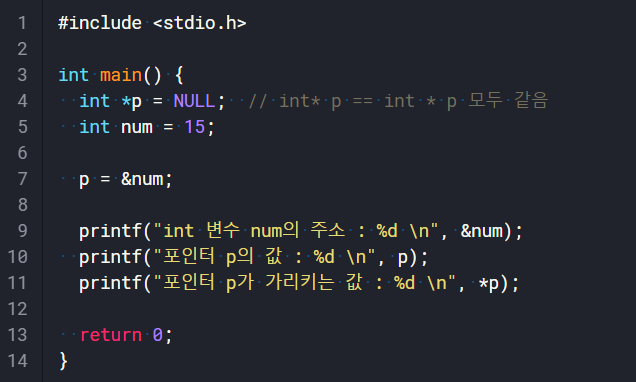 1 #include <stdio.h>
2
3 int main() {
4 int *p = NULL; // int* p == int * p 모두 같음
5 int num = 15;
6
7 p = &num;
8
9 printf("int 변수 num의 주소 : %d \n", &num);
10 printf("포인터 p의 값 : %d \n", p);
11 printf("포인터 p가 가리키는 값 : %d \n", *p);
12
13 return 0;
14 }